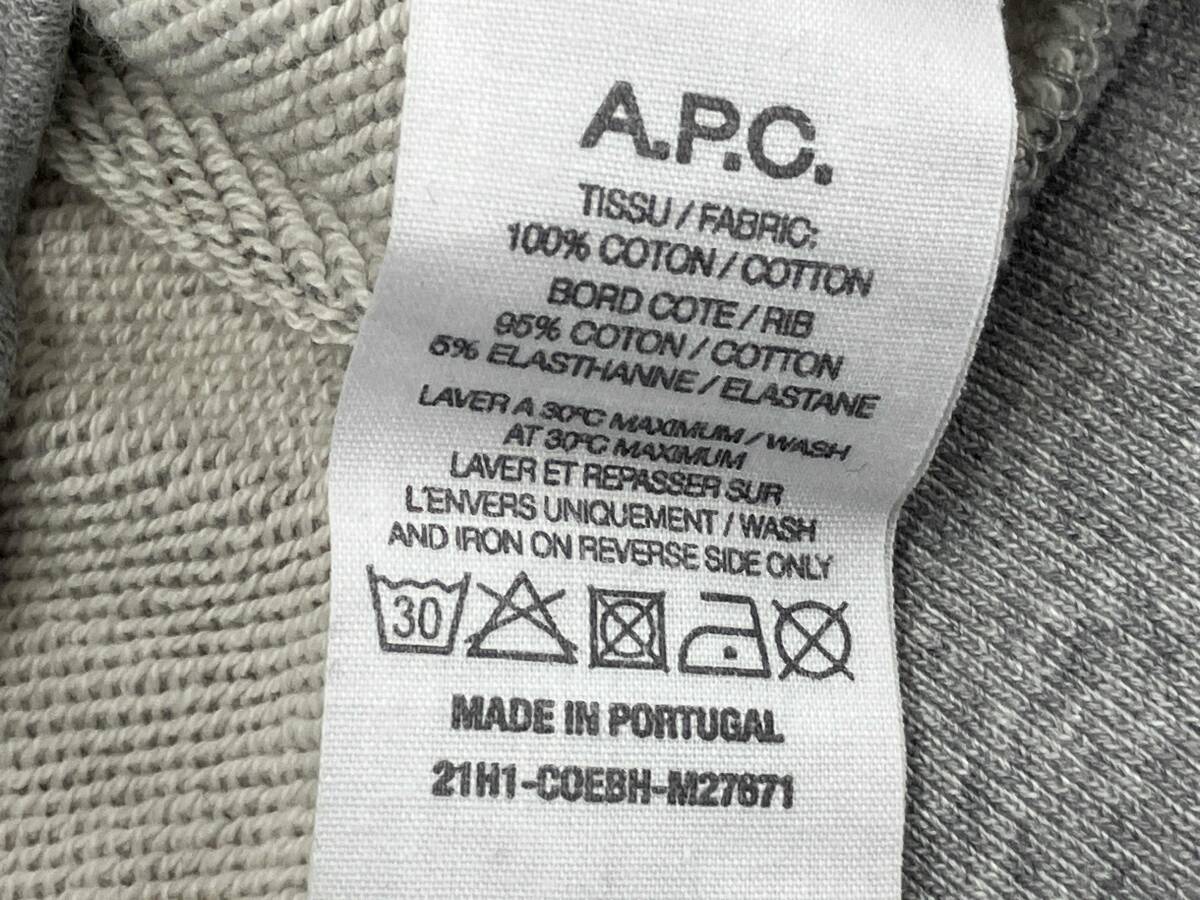 A.P.C.
TISSU / FABRIC:
100% COTON / COTTON
BORD COTE / RIB
95% COTON / COTTON
5% ELASTHANNE / ELASTANE
LAVER A 30ºC MAXIMUM / WASH
AT 30ºC MAXIMUM
LAVER ET REPASSER SUR
L'ENVERS UNIQUEMENT / WASH
AND IRON ON REVERSE SIDE ONLY
30
MADE IN PORTUGAL
21H1-COEBH-M27671